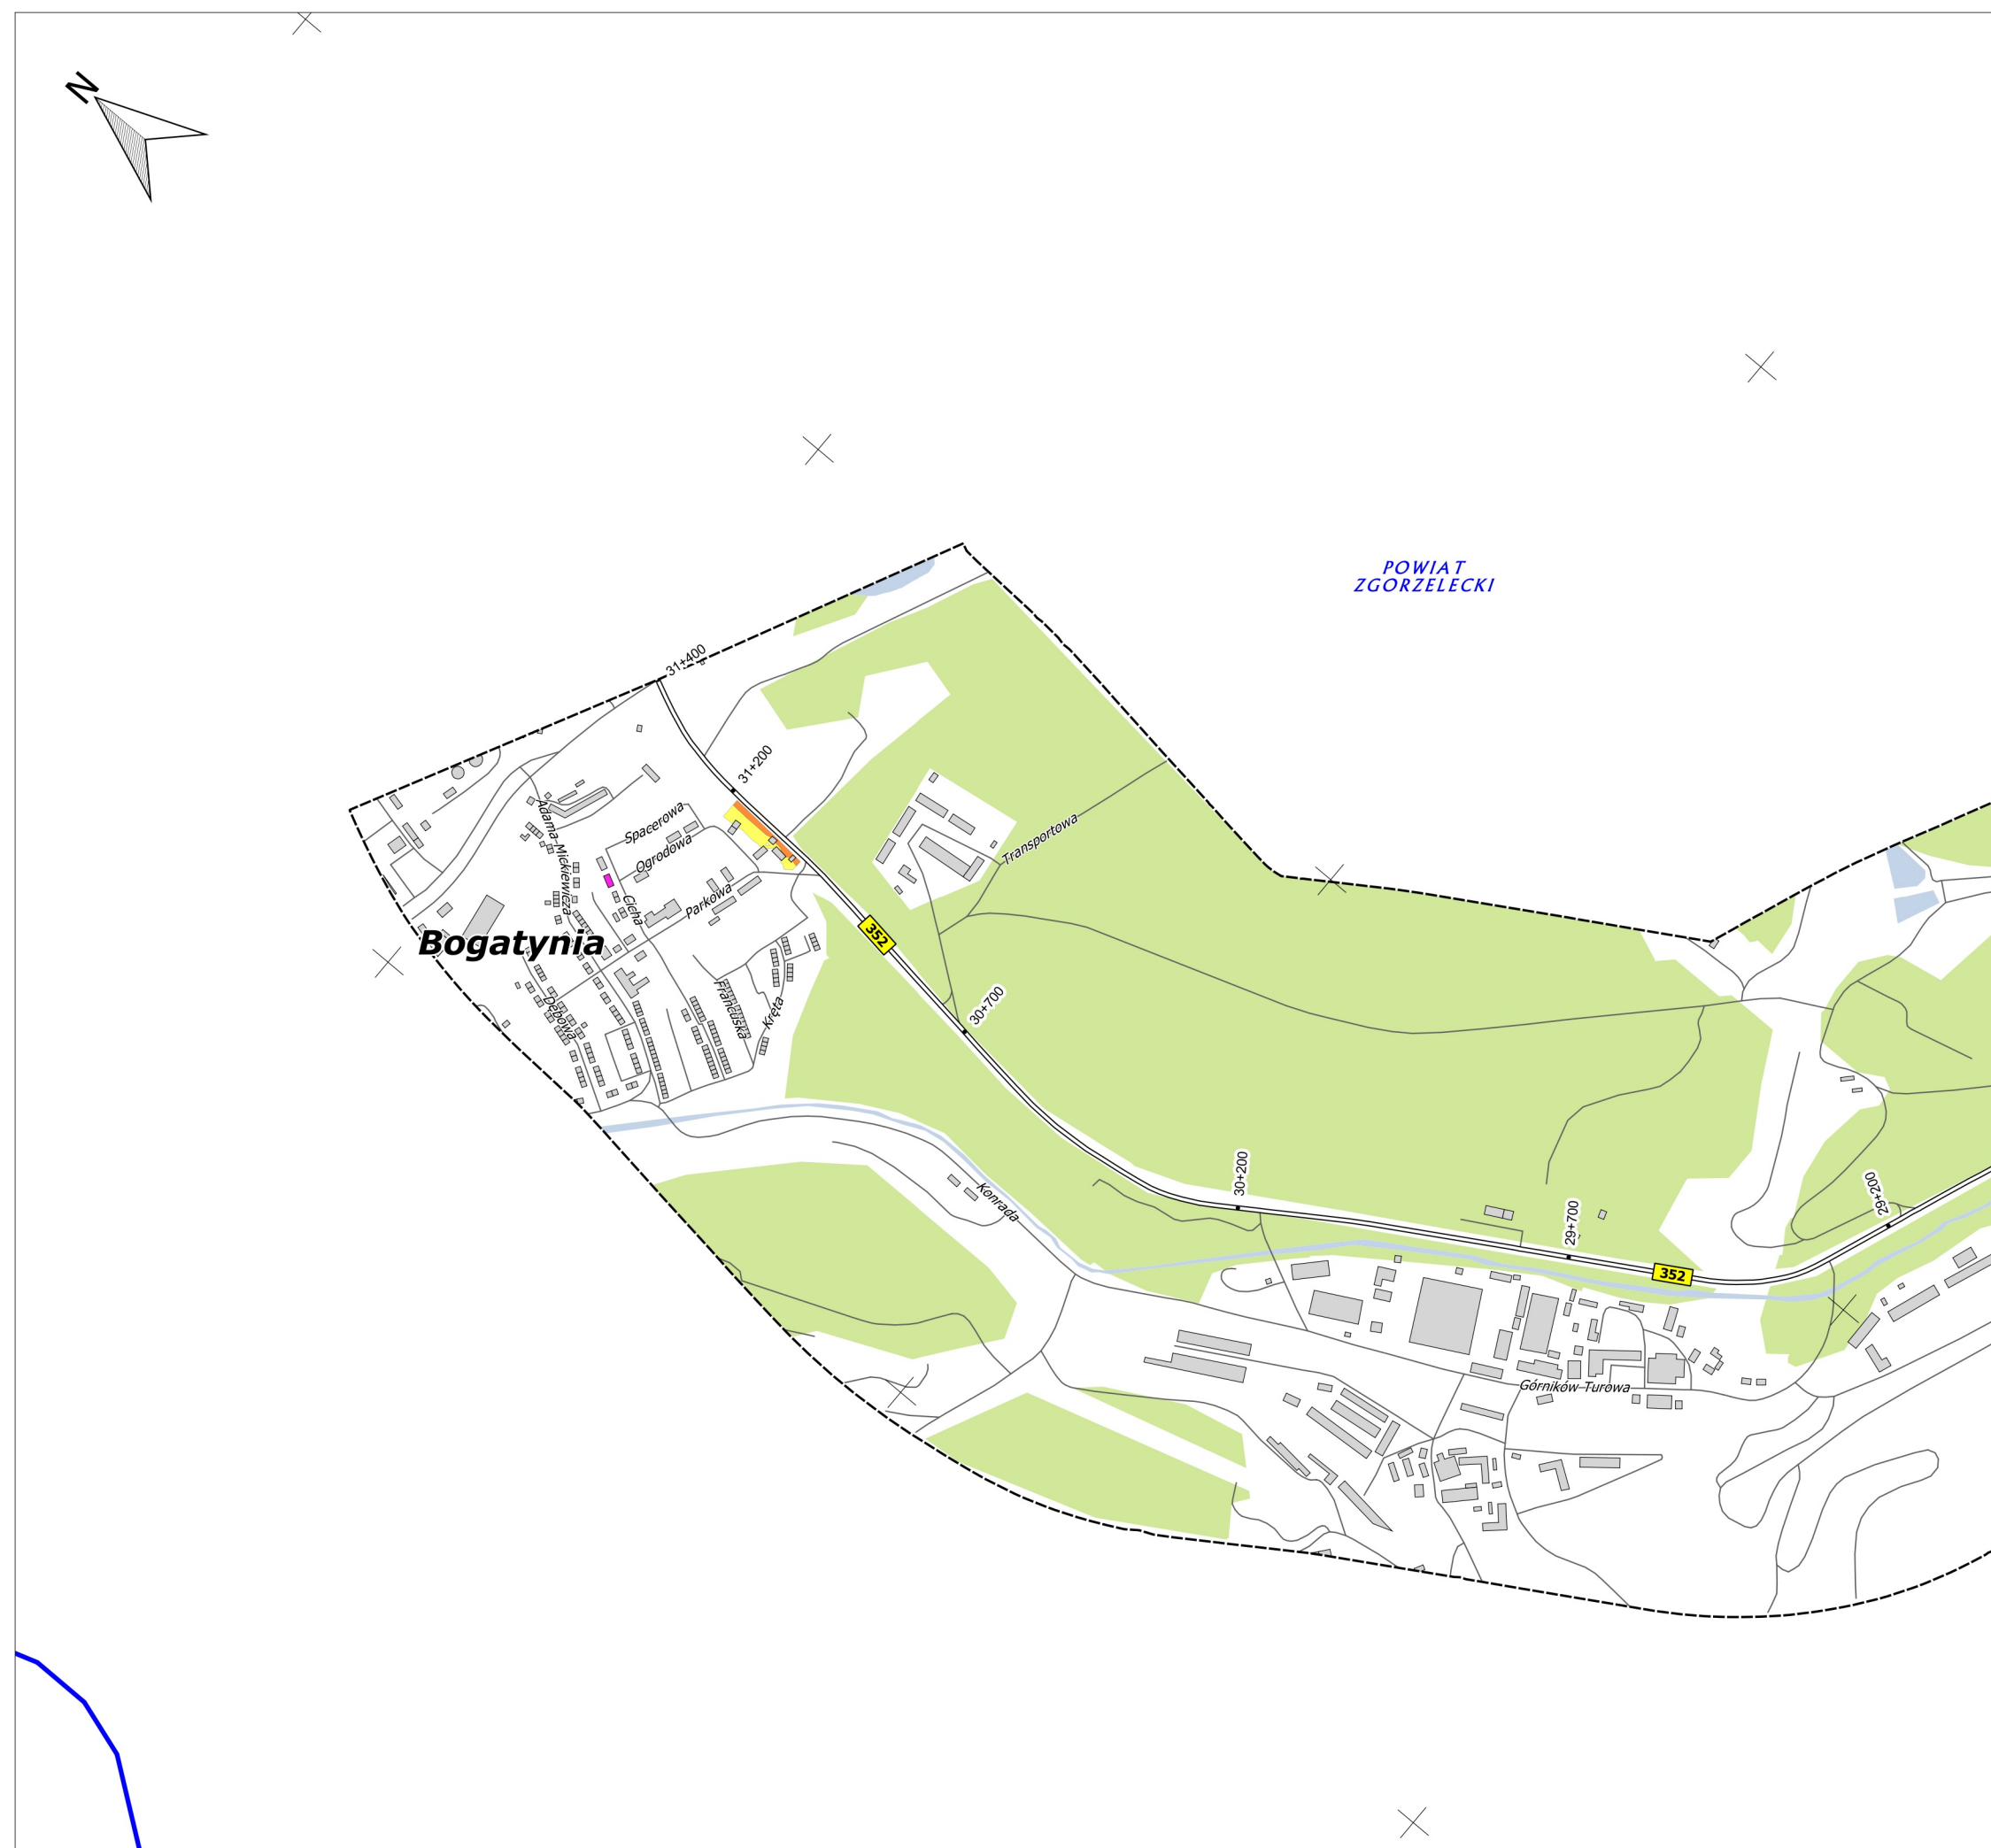 N
POWIAT
ZGORZELECKI
31+400
31+200
Spacerowa
Adama Mickiewicza
Ogrodowa
Transportowa
Parkowa
Cicha
352
Bogatynia
Francuska
Kręta
Dębowa
30+700
Konrada
30+200
29+700
29+200
352
Górników Turowa